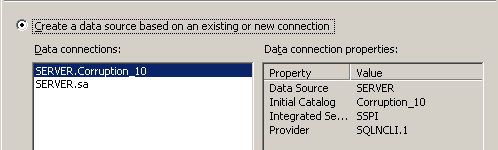 Create a data source based on an existing or new connection
Data connections:
Data connection properties:
SERVER.Corruption_10
SERVER.sa
Property Value
Data Source SERVER
Initial Catalog Corruption_10
Integrated Se... SSPI
Provider SQLNCLI.1